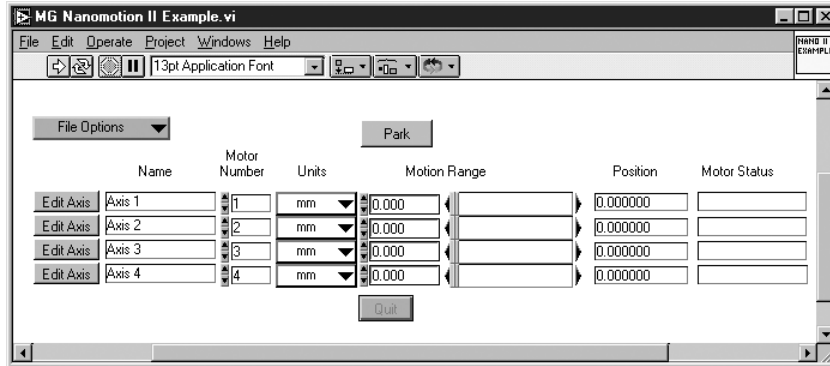 MG Nanomotion II Example.vi
File Edit Operate Project Windows Help
NANO II
EXAMPLE
13pt Application Font
File Options
Park
Name Motor Number Units Motion Range Position Motor Status
Edit Axis Axis 1 1 mm 0.000 0.000000
Edit Axis Axis 2 2 mm 0.000 0.000000
Edit Axis Axis 3 3 mm 0.000 0.000000
Edit Axis Axis 4 4 mm 0.000 0.000000
Quit